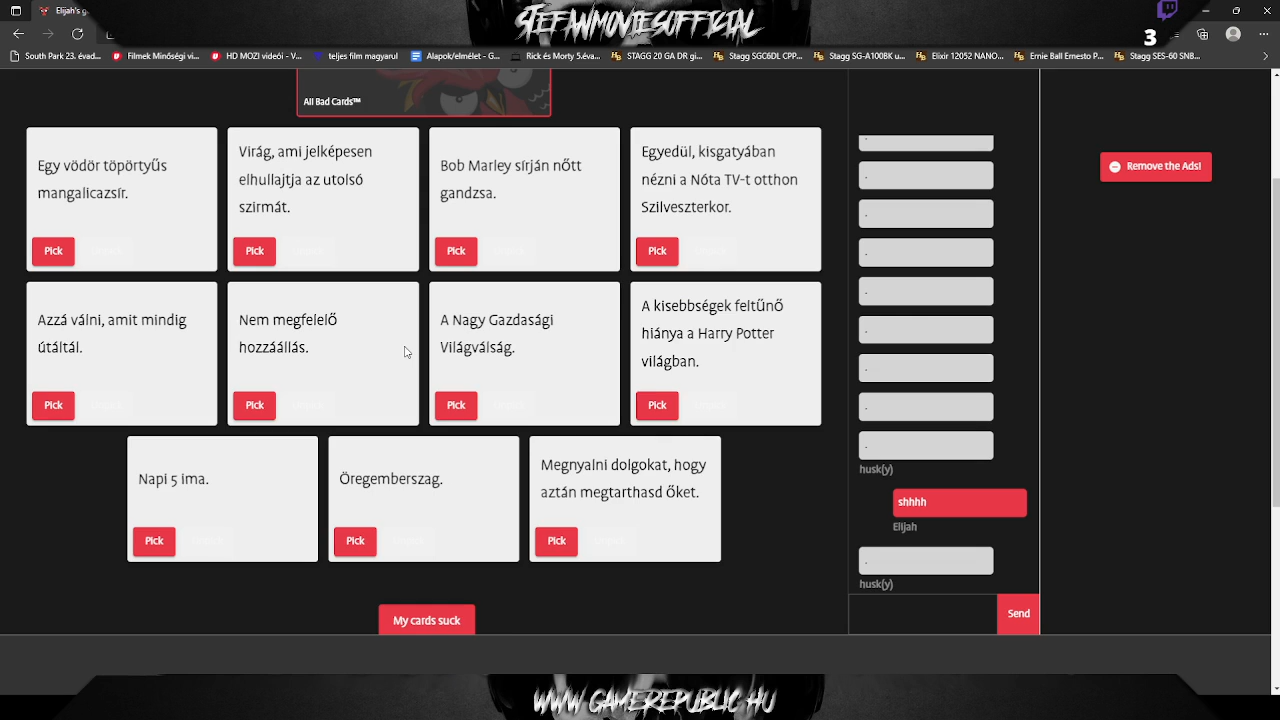 Elijah's g
STEFANMOVIESOFFICIAL
3
South Park 23. évad...
Filmek Minőségi vi...
HD MOZI videói – V...
teljes film magyarul
Alapok/elmélet - G...
Rick és Morty 5.éva...
STAGG 20 GA DR gi...
Stagg SGC6DL CPP...
Stagg SG-A100BK u...
Elixir 12052 NANO...
Ernie Ball Ernesto P...
Stagg SES-60 SNB...
All Bad Cards™
Egy vödör töpörtyűs
mangalicazsír.
Pick
Virág, ami jelképesen
elhullajtja az utolsó
szirmát.
Pick
Bob Marley sírján nőtt
gandzsa.
Pick
Egyedül, kisgatyában
nézni a Nóta TV-t otthon
Szilveszterkor.
Pick
Azzá válni, amit mindig
útáltál.
Pick
Nem megfelelő
hozzáállás.
Pick
A Nagy Gazdasági
Világválság.
Pick
A kisebbségek feltűnő
hiánya a Harry Potter
világban.
Pick
Napi 5 ima.
Pick
Öregemberszag.
Pick
Megnyalni dolgokat, hogy
aztán megtarthasd őket.
Pick
My cards suck
.
.
.
.
.
.
.
.
.
husk(y)
shhhh
Elijah
.
husk(y)
Send
Remove the Ads!
WWW.GAMEREPUBLIC.HU